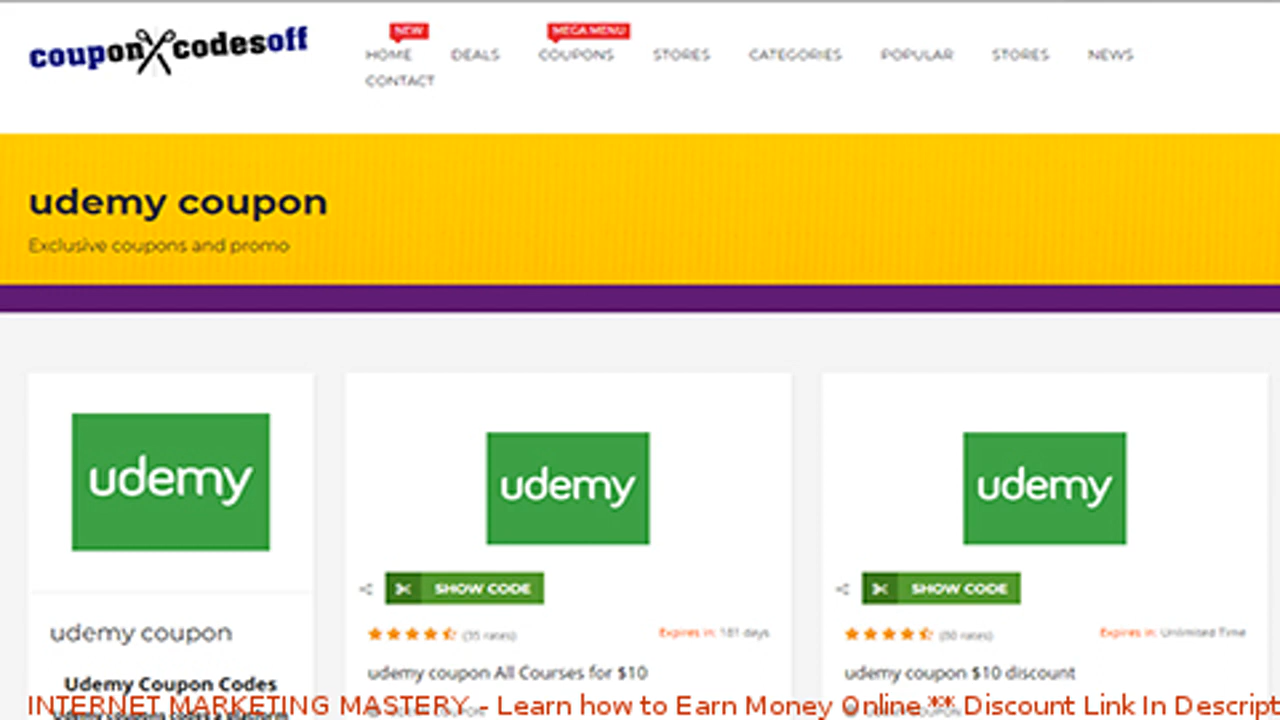 couponcodesoff
NEW
MEGA MENU
HOME DEALS COUPONS STORES CATEGORIES POPULAR STORES NEWS
CONTACT
udemy coupon
Exclusive coupons and promo
udemy
udemy
udemy
SHOW CODE
SHOW CODE
(35 rates)
Expires in: 181 days
Expires in: Unlimited Time
udemy coupon
udemy coupon All Courses for $10
udemy coupon $10 discount
Udemy Coupon Codes
INTERNET MARKETING MASTERY - Learn how to Earn Money Online ** Discount Link In Descript